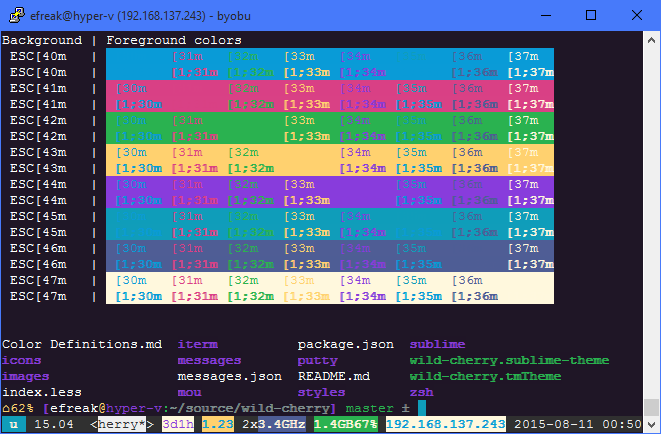 efreak@hyper-v (192.168.137.243) - byobu
Background | Foreground colors
ESC[40m | [31m [32m [33m [34m [36m [37m
ESC[40m | [1;31m [1;32m [1;33m [1;34m [1;36m [1;37m
ESC[41m | [30m [32m [33m [34m [35m [36m [37m
ESC[41m | [1;30m [1;32m [1;33m [1;34m [1;35m [1;36m [1;37m
ESC[42m | [30m [31m [33m [34m [35m [36m [37m
ESC[42m | [1;30m [1;31m [1;33m [1;34m [1;35m [1;36m [1;37m
ESC[43m | [30m [31m [32m [34m [35m [36m [37m
ESC[43m | [1;30m [1;31m [1;32m [1;34m [1;35m [1;36m [1;37m
ESC[44m | [30m [31m [32m [33m [35m [36m [37m
ESC[44m | [1;30m [1;31m [1;32m [1;33m [1;35m [1;36m [1;37m
ESC[45m | [31m [32m [33m [34m [36m [37m
ESC[45m | [1;31m [1;32m [1;33m [1;34m [1;36m [1;37m
ESC[46m | [30m [31m [32m [33m [34m [35m [37m
ESC[46m | [1;30m [1;31m [1;32m [1;33m [1;34m [1;35m [1;37m
ESC[47m | [30m [31m [32m [33m [34m [35m [36m
ESC[47m | [1;30m [1;31m [1;32m [1;33m [1;34m [1;35m [1;36m
Color Definitions.md iterm package.json sublime
icons messages putty wild-cherry.sublime-theme
images messages.json README.md wild-cherry.tmTheme
index.less mou styles zsh
⌂62% [efreak@hyper-v:~/source/wild-cherry] master ±
u 15.04 <herry*> 3d1h 1.23 2x3.4GHz 1.4GB67% 192.168.137.243 2015-08-11 00:50